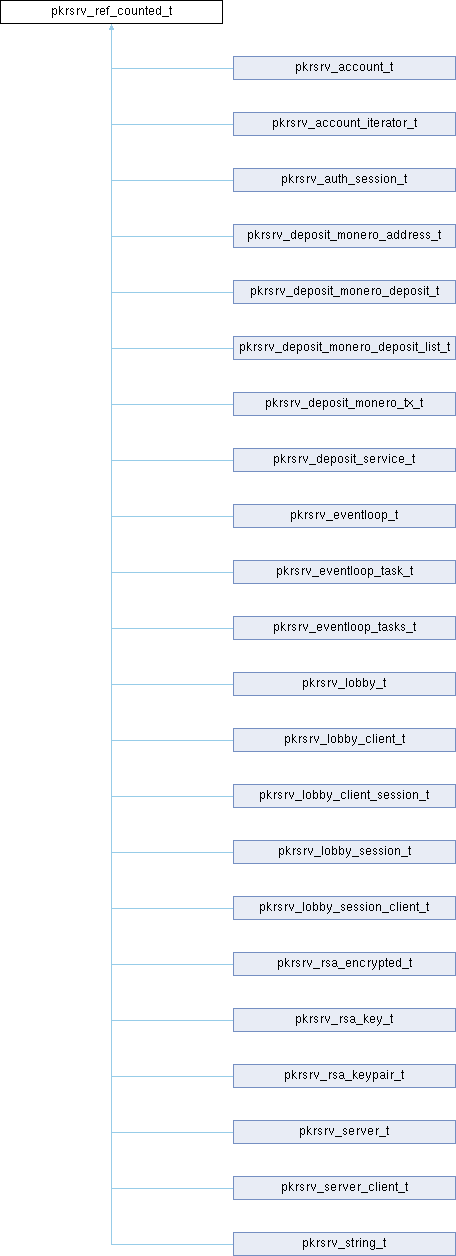 pkrsrv_ref_counted_t
pkrsrv_account_t
pkrsrv_account_iterator_t
pkrsrv_auth_session_t
pkrsrv_deposit_monero_address_t
pkrsrv_deposit_monero_deposit_t
pkrsrv_deposit_monero_deposit_list_t
pkrsrv_deposit_monero_tx_t
pkrsrv_deposit_service_t
pkrsrv_eventloop_t
pkrsrv_eventloop_task_t
pkrsrv_eventloop_tasks_t
pkrsrv_lobby_t
pkrsrv_lobby_client_t
pkrsrv_lobby_client_session_t
pkrsrv_lobby_session_t
pkrsrv_lobby_session_client_t
pkrsrv_rsa_encrypted_t
pkrsrv_rsa_key_t
pkrsrv_rsa_keypair_t
pkrsrv_server_t
pkrsrv_server_client_t
pkrsrv_string_t